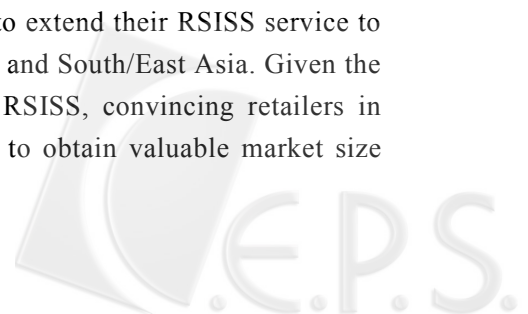 to extend their RSISS service to
and South/East Asia. Given the
RSISS, convincing retailers in
to obtain valuable market size
C.E.P.S.